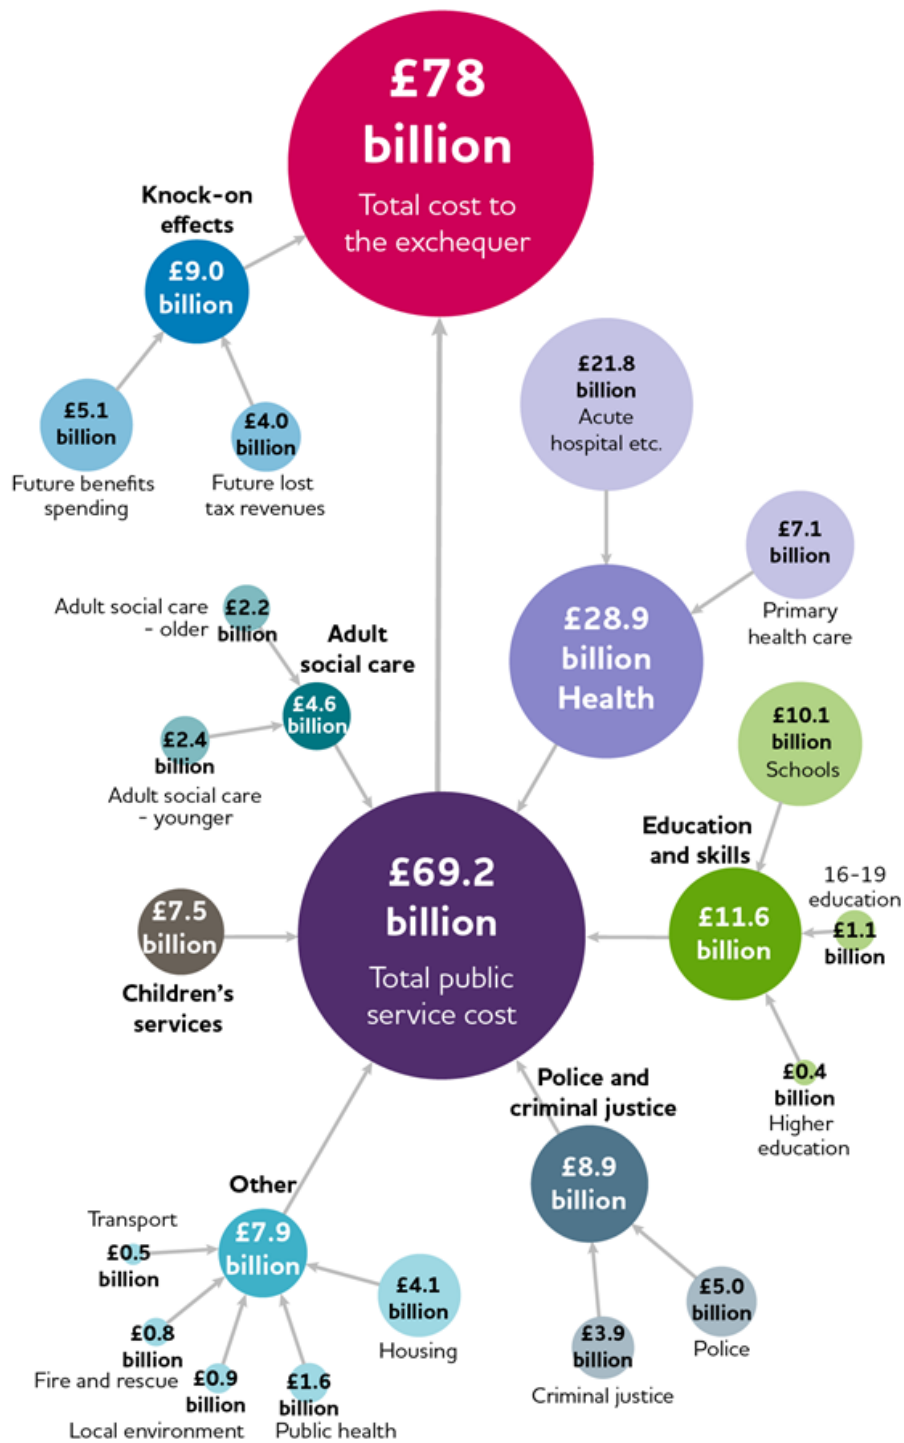 £78
billion
Total cost to
the exchequer
Knock-on
effects
£9.0
billion
£5.1
billion
Future benefits
spending
£4.0
billion
Future lost
tax revenues
£21.8
billion
Acute
hospital etc.
£7.1
billion
Primary
health care
£28.9
billion
Health
Adult social care
- older
£2.2
billion
Adult
social care
£4.6
billion
£2.4
billion
Adult social care
- younger
£10.1
billion
Schools
Education
and skills
£11.6
billion
16-19
education
£1.1
billion
£0.4
billion
Higher
education
£69.2
billion
Total public
service cost
£7.5
billion
Children's
services
Police and
criminal justice
£8.9
billion
£5.0
billion
Police
£3.9
billion
Criminal justice
Other
£7.9
billion
Transport
£0.5
billion
£0.8
billion
Fire and rescue
£0.9
billion
Local environment
£1.6
billion
Public health
£4.1
billion
Housing